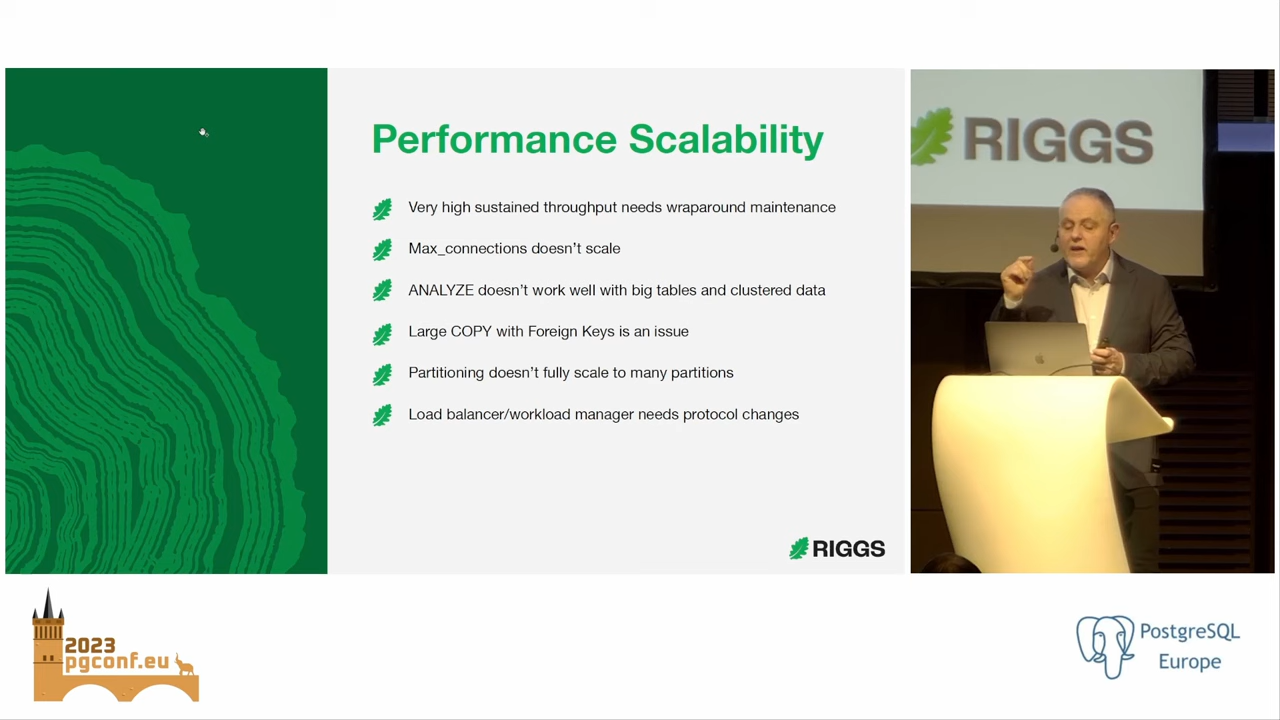 Performance Scalability
Very high sustained throughput needs wraparound maintenance
Max_connections doesn't scale
ANALYZE doesn't work well with big tables and clustered data
Large COPY with Foreign Keys is an issue
Partitioning doesn't fully scale to many partitions
Load balancer/workload manager needs protocol changes
RIGGS
RIGGS
2023
pgconf.eu
PostgreSQL
Europe